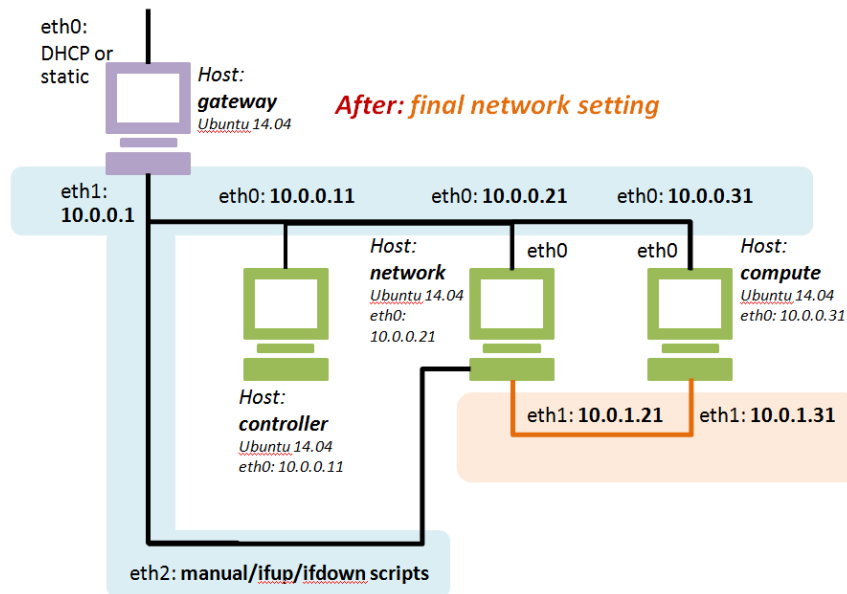 eth0:
DHCP or
static
Host:
gateway
Ubuntu 14.04
After: final network setting
eth1:
10.0.0.1
eth0: 10.0.0.11
eth0: 10.0.0.21
eth0: 10.0.0.31
Host:
network
Ubuntu 14.04
eth0:
10.0.0.21
eth0
eth0
Host:
compute
Ubuntu 14.04
eth0: 10.0.0.31
Host:
controller
Ubuntu 14.04
eth0: 10.0.0.11
eth1: 10.0.1.21
eth1: 10.0.1.31
eth2: manual/ifup/ifdown scripts